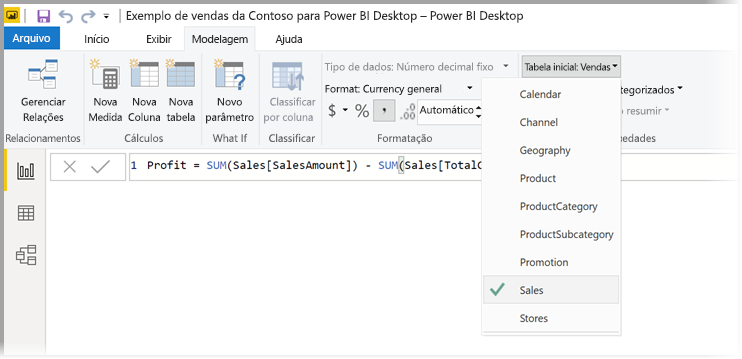 Exemplo de vendas da Contoso para Power BI Desktop – Power BI Desktop
Arquivo Início Exibir Modelagem Ajuda
Gerenciar Relações
Relacionamentos
Nova Medida
Nova Coluna
Nova tabela
Cálculos
Novo parâmetro
What If
Classificar por coluna
Classificar
Tipo de dados: Número decimal fixo
Format: Currency general
$ % , .00 Automático
Formatação
Tabela inicial: Vendas
Calendar
Channel
Geography
Product
ProductCategory
ProductSubcategory
Promotion
Sales
Stores
1 Profit = SUM(Sales[SalesAmount]) - SUM(Sales[TotalC